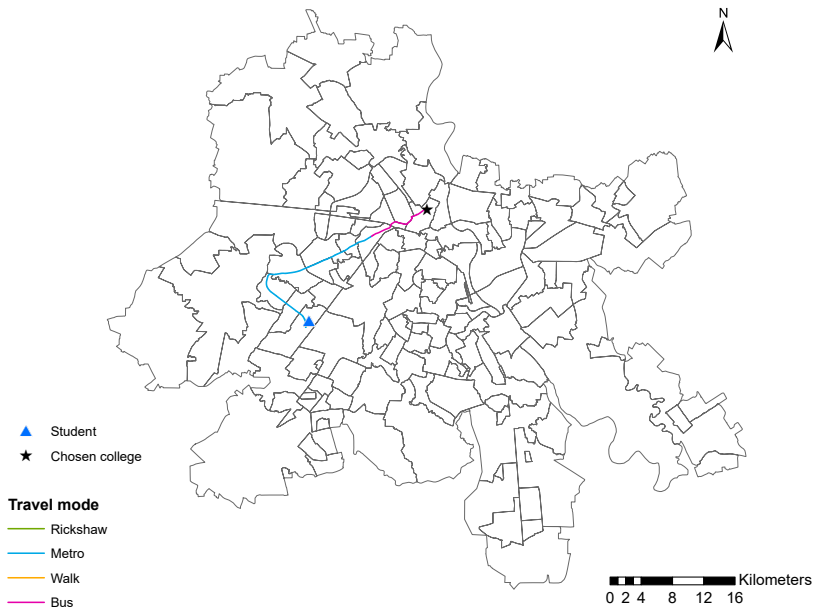 N
Student
Chosen college
Travel mode
Rickshaw
Metro
Walk
Bus
Kilometers
0 2 4 8 12 16